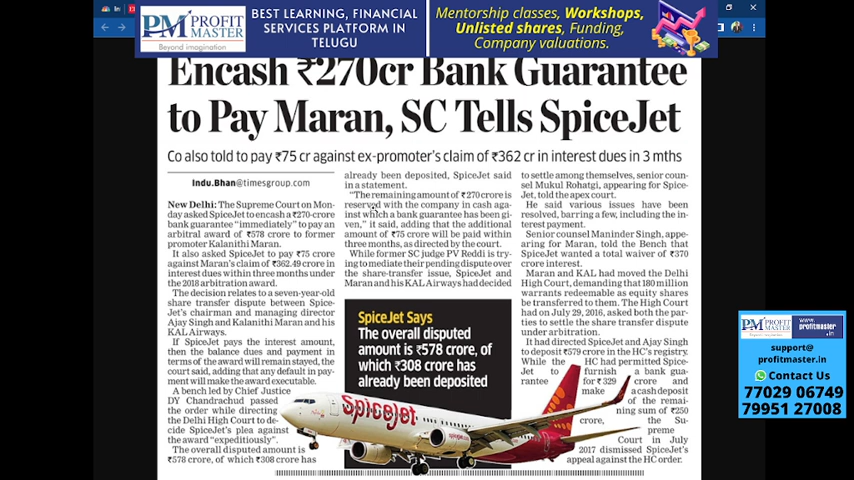 PM PROFIT MASTER
Beyond imagination
BEST LEARNING, FINANCIAL
SERVICES PLATFORM IN
TELUGU
Mentorship classes, Workshops,
Unlisted shares, Funding,
Company valuations.
Encash ₹270cr Bank Guarantee
to Pay Maran, SC Tells SpiceJet
Co also told to pay ₹75 cr against ex-promoter's claim of ₹362 cr in interest dues in 3 mths
Indu.Bhan@timesgroup.com
New Delhi: The Supreme Court on Mon-
day asked SpiceJet to encash a ₹270-crore
bank guarantee "immediately" to pay an
arbitral award of ₹578 crore to former
promoter Kalanithi Maran.
It also asked SpiceJet to pay ₹75 crore
against Maran's claim of ₹362.49 crore in
interest dues within three months under
the 2018 arbitration award.
The decision relates to a seven-year-old
share transfer dispute between Spice-
Jet's chairman and managing director
Ajay Singh and Kalanithi Maran and his
KAL Airways.
If SpiceJet pays the interest amount,
then the balance dues and payment in
terms of the award will remain stayed, the
court said, adding that any default in pay-
ment will make the award executable.
A bench led by Chief Justice
DY Chandrachud passed
the order while directing
the Delhi High Court to de-
cide SpiceJet's plea against
the award "expeditiously".
The overall disputed amount is
₹578 crore, of which ₹308 crore has
already been deposited, SpiceJet said
in a statement.
"The remaining amount of ₹270 crore is
reserved with the company in cash aga-
inst which a bank guarantee has been gi-
ven," it said, adding that the additional
amount of ₹75 crore will be paid within
three months, as directed by the court.
While former SC judge PV Reddi is try-
ing to mediate their pending dispute over
the share-transfer issue, SpiceJet and
Maran and his KAL Airways had decided
SpiceJet Says
The overall disputed
amount is ₹578 crore, of
which ₹308 crore has
already been deposited
to settle among themselves, senior coun-
sel Mukul Rohatgi, appearing for Spice-
Jet, told the apex court.
He said various issues have been
resolved, barring a few, including the in-
terest payment.
Senior counsel Maninder Singh, appe-
aring for Maran, told the Bench that
SpiceJet wanted a total waiver of ₹370
crore interest.
Maran and KAL had moved the Delhi
High Court, demanding that 180 million
warrants redeemable as equity shares
be transferred to them. The High Court
had on July 29, 2016, asked both the par-
ties to settle the share transfer dispute
under arbitration.
It had directed SpiceJet and Ajay Singh
to deposit ₹579 crore in the HC's registry.
While the HC had permitted Spice-
Jet to furnish a bank gua-
rantee for ₹329 crore and
make a cash deposit
of the remai-
ning sum of ₹250
crore, the Su-
preme
Court in July
2017 dismissed SpiceJet's
appeal against the HC order.
SpiceJet
spicejet.com
PM PROFIT MASTER
www.
profitmaster
.in
support@
profitmaster.in
Contact Us
77029 06749
79951 27008